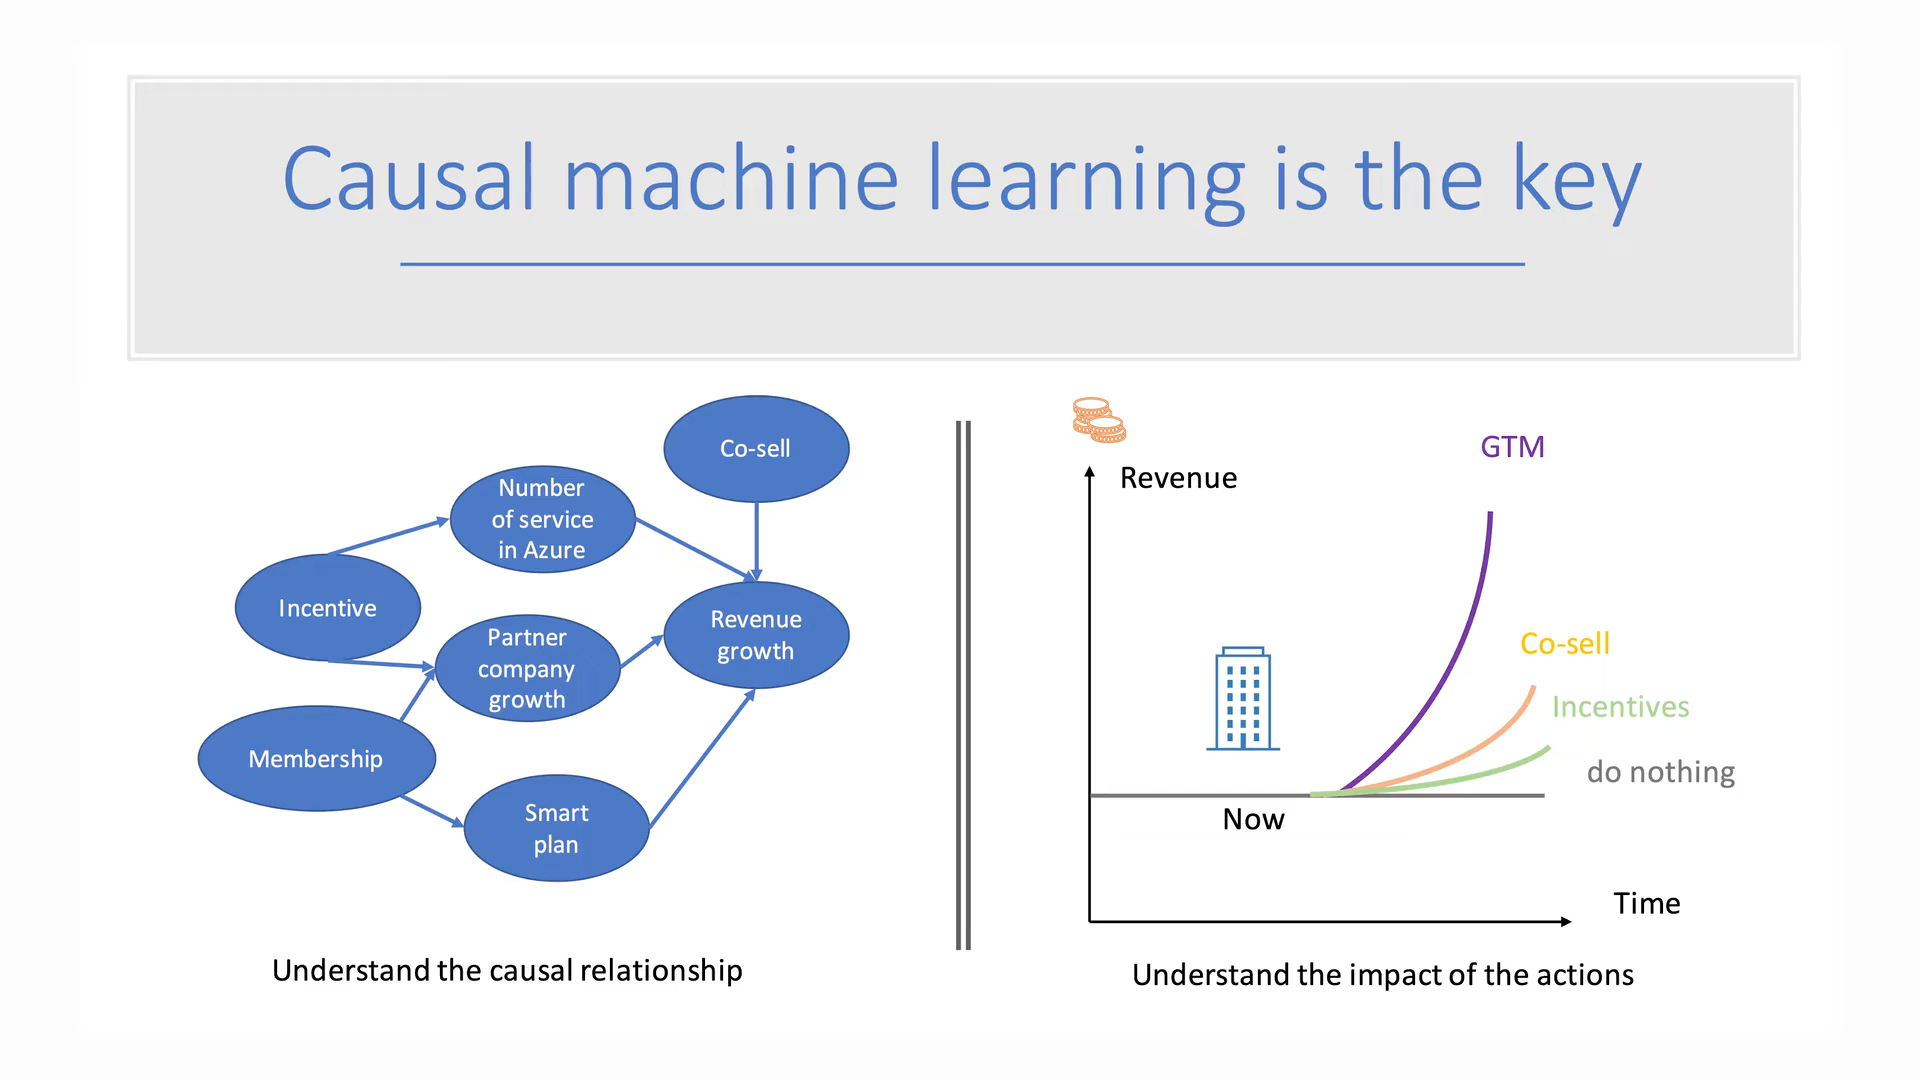 Causal machine learning is the key
Co-sell
Number
of service
in Azure
Incentive
Partner
company
growth
Revenue
growth
Membership
Smart
plan
Understand the causal relationship
Revenue
GTM
Co-sell
Incentives
do nothing
Now
Time
Understand the impact of the actions